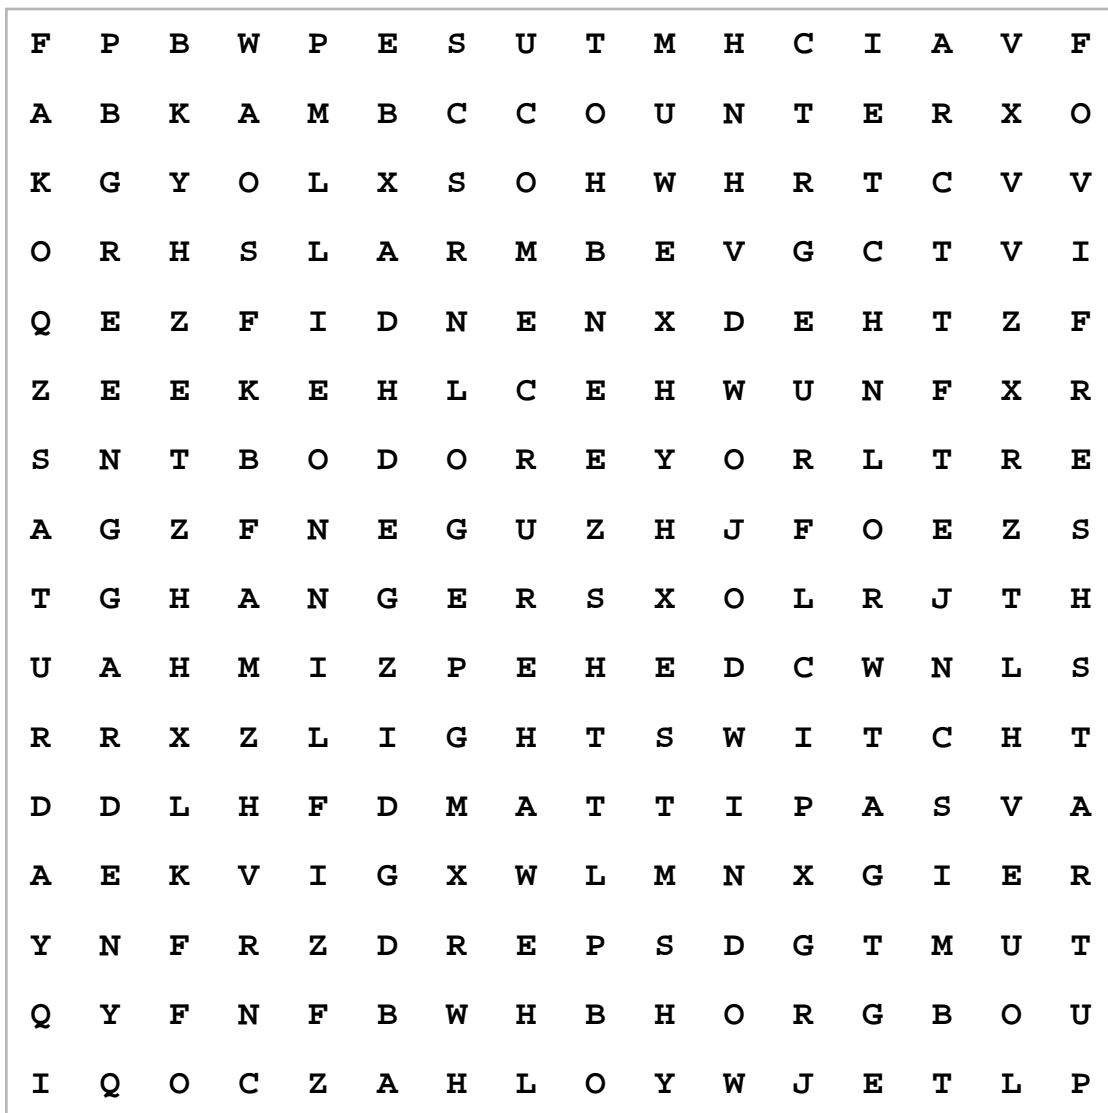 F P B W P E S U T M H C I A V F
A B K A M B C C O U N T E R X O
K G Y O L X S O H W H R T C V V
O R H S L A R M B E V G C T V I
Q E Z F I D N E N X D E H T Z F
Z E E K E H L C E H W U N F X R
S N T B O D O R E Y O R L T R E
A G Z F N E G U Z H J F O E Z S
T G H A N G E R S X O L R J T H
U A H M I Z P E H E D C W N L S
R R X Z L I G H T S W I T C H T
D D L H F D M A T T I P A S V A
A E K V I G X W L M N X G I E R
Y N F R Z D R E P S D G T M U T
Q Y F N F B W H B H O R G B O U
I Q O C Z A H L O Y W J E T L P